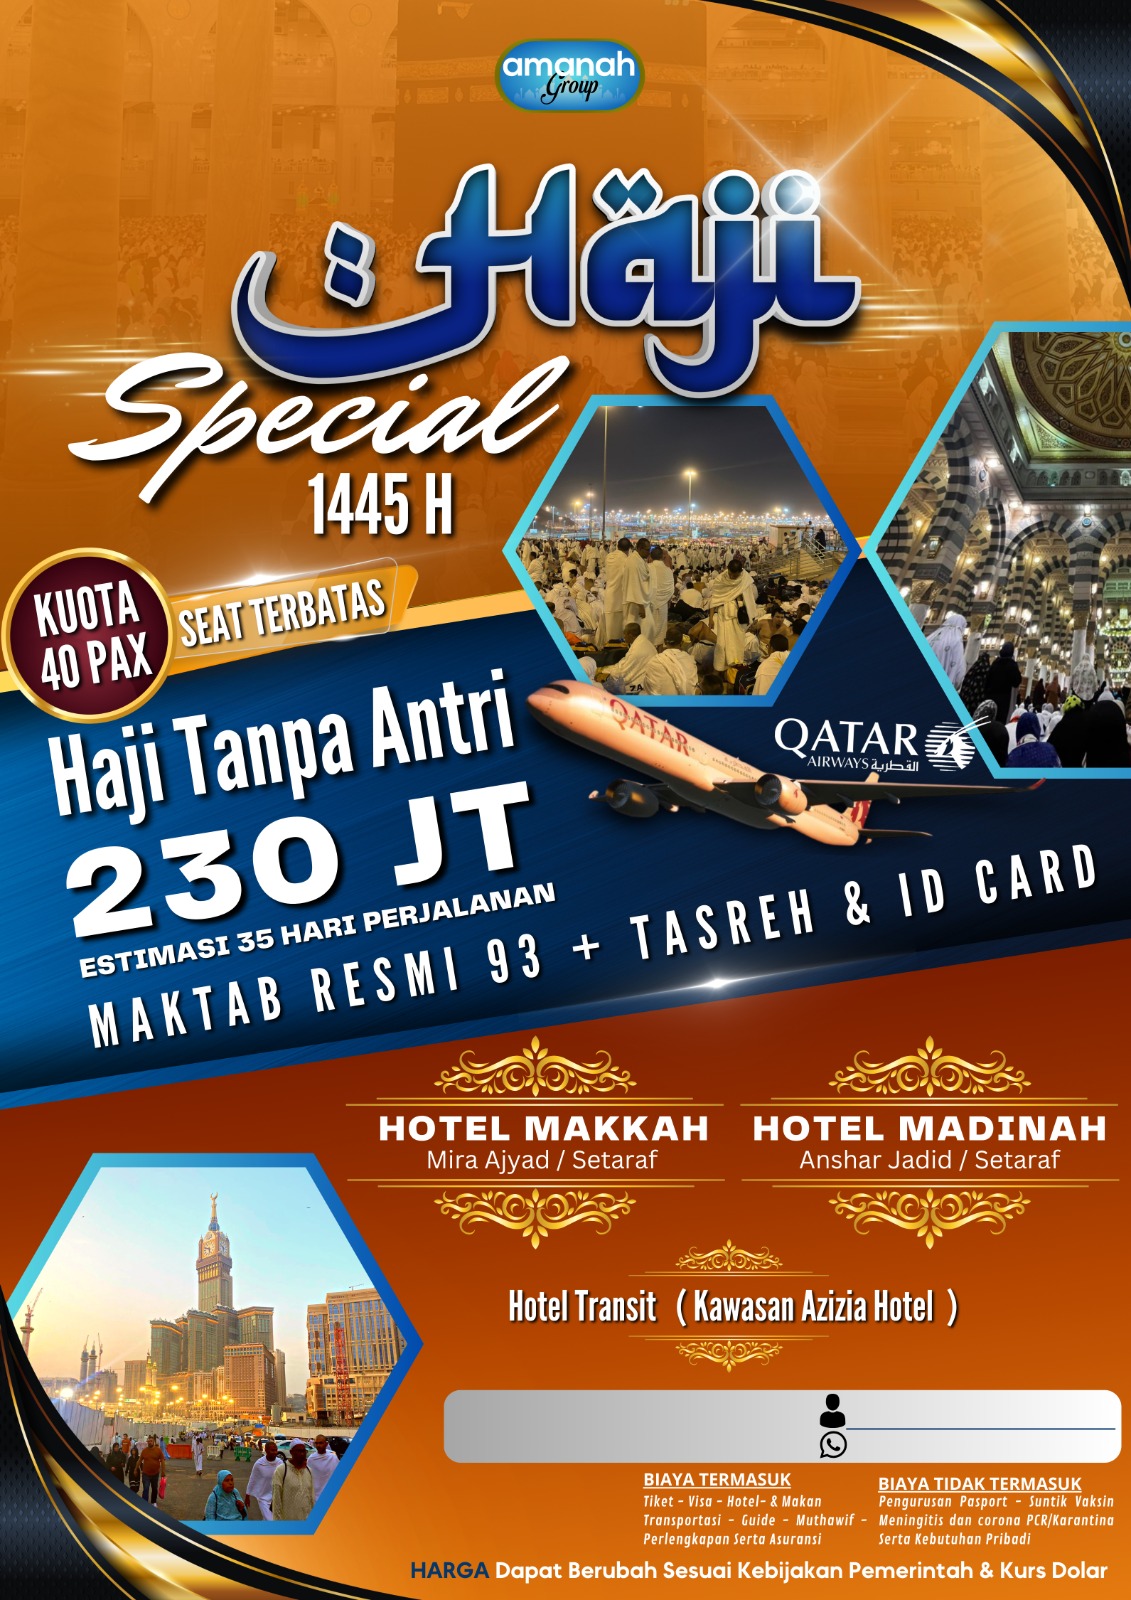 amanah
Group
Haji
Special
1445 H
KUOTA
40 PAX
SEAT TERBATAS
Haji Tanpa Antri
230 JT
ESTIMASI 35 HARI PERJALANAN
MAKTAB RESMI 93 + TASREH & ID CARD
QATAR
QATAR
AIRWAYS القطرية
HOTEL MAKKAH
Mira Ajyad / Setaraf
HOTEL MADINAH
Anshar Jadid / Setaraf
Hotel Transit ( Kawasan Azizia Hotel )
BIAYA TERMASUK
Tiket - Visa - Hotel- & Makan
Transportasi - Guide - Muthawif -
Perlengkapan Serta Asuransi
BIAYA TIDAK TERMASUK
Pengurusan Pasport - Suntik Vaksin
Meningitis dan corona PCR/Karantina
Serta Kebutuhan Pribadi
HARGA Dapat Berubah Sesuai Kebijakan Pemerintah & Kurs Dolar